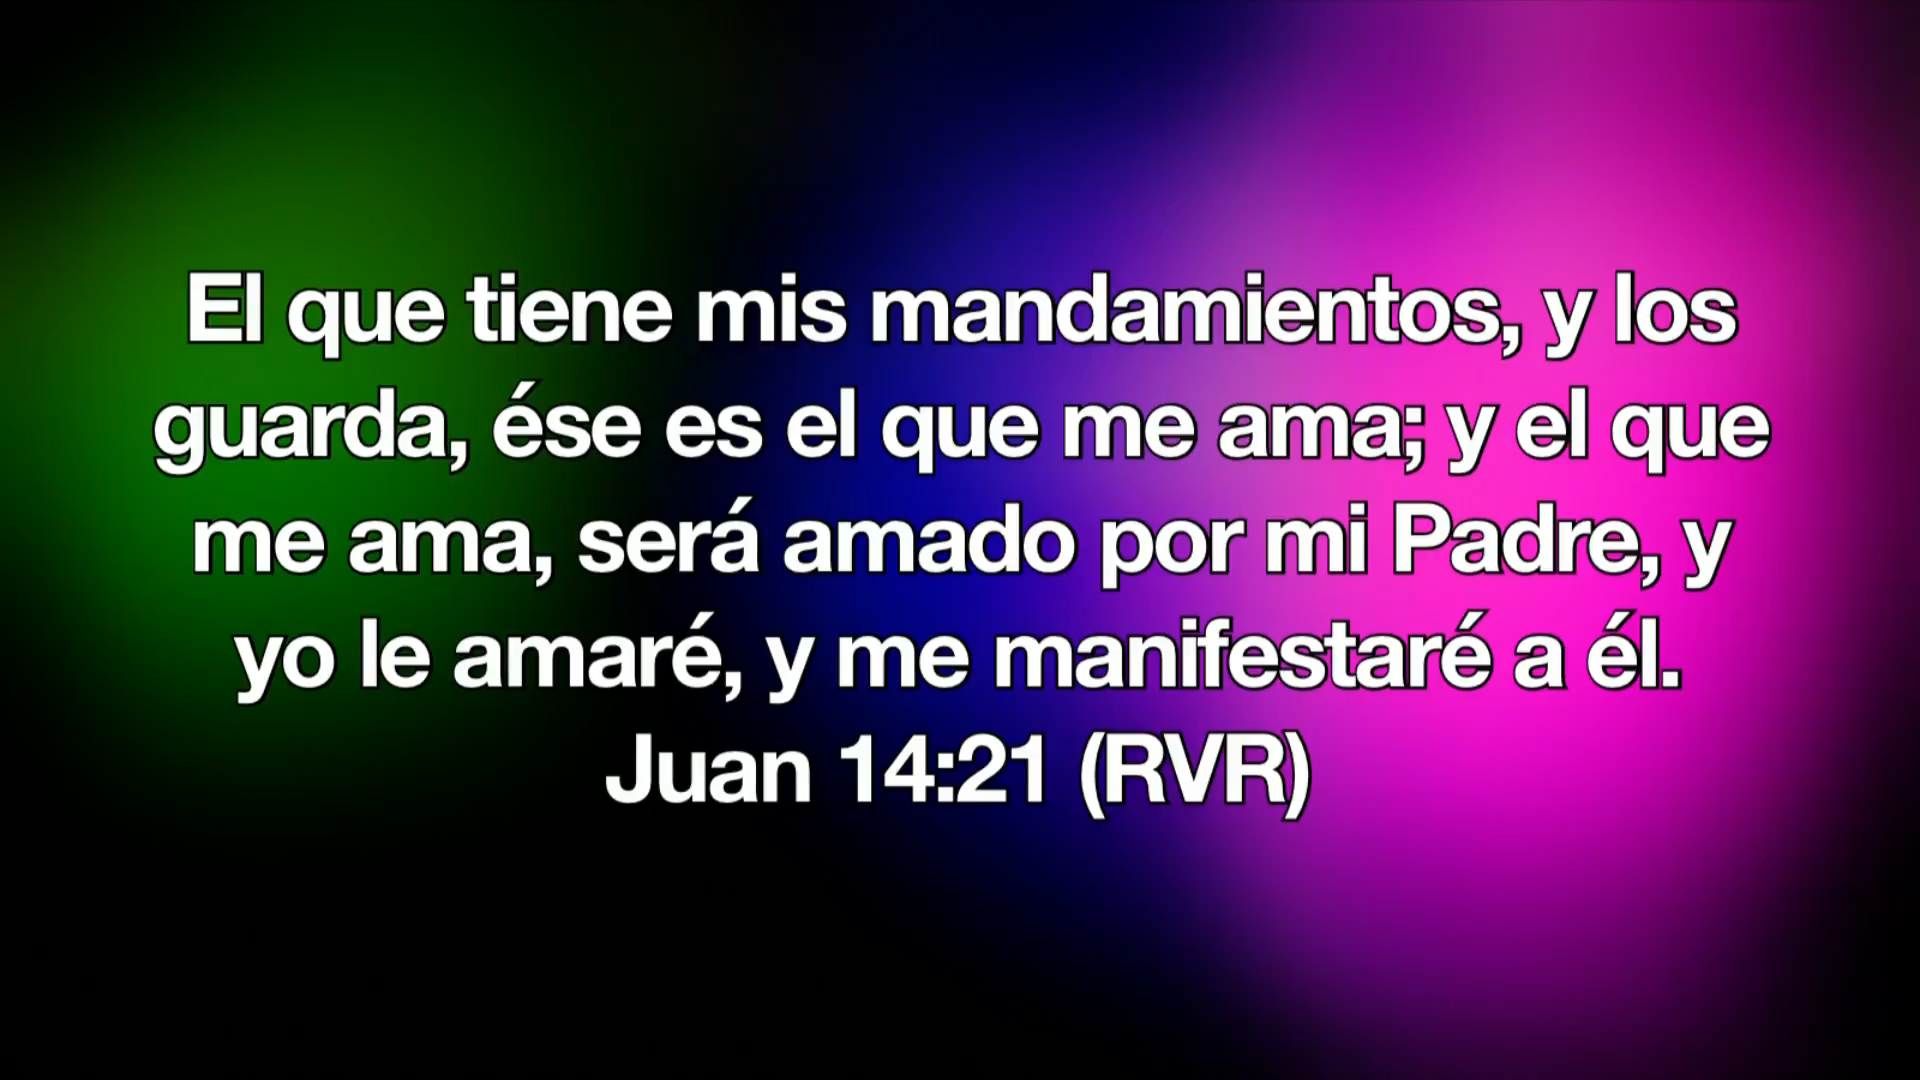 El que tiene mis mandamientos, y los
guarda, ése es el que me ama; y el que
me ama, será amado por mi Padre, y
yo le amaré, y me manifestaré a él.
Juan 14:21 (RVR)